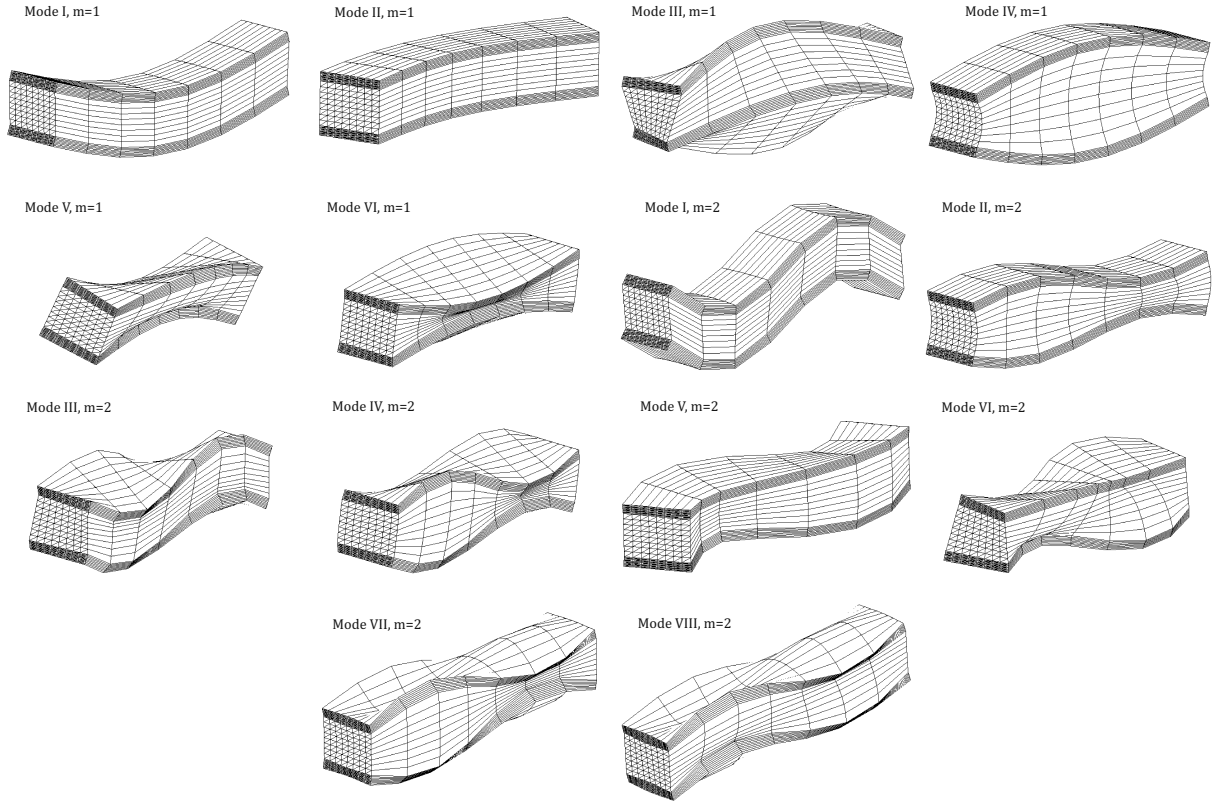 Mode I, m=1
Mode II, m=1
Mode III, m=1
Mode IV, m=1
Mode V, m=1
Mode VI, m=1
Mode I, m=2
Mode II, m=2
Mode III, m=2
Mode IV, m=2
Mode V, m=2
Mode VI, m=2
Mode VII, m=2
Mode VIII, m=2